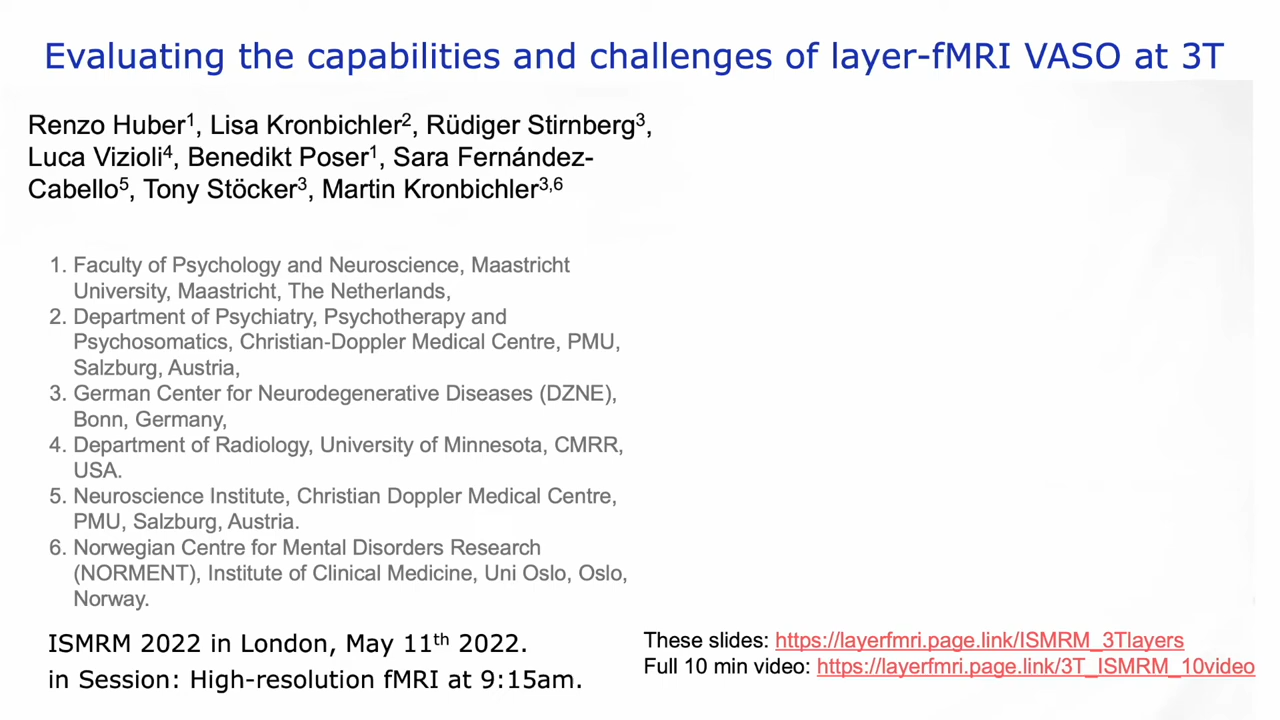 Evaluating the capabilities and challenges of layer-fMRI VASO at 3T
Renzo Huber1, Lisa Kronbichler2, Rüdiger Stirnberg3,
Luca Vizioli4, Benedikt Poser1, Sara Fernández-
Cabello5, Tony Stöcker3, Martin Kronbichler3,6
1. Faculty of Psychology and Neuroscience, Maastricht
University, Maastricht, The Netherlands,
2. Department of Psychiatry, Psychotherapy and
Psychosomatics, Christian-Doppler Medical Centre, PMU,
Salzburg, Austria,
3. German Center for Neurodegenerative Diseases (DZNE),
Bonn, Germany,
4. Department of Radiology, University of Minnesota, CMRR,
USA.
5. Neuroscience Institute, Christian Doppler Medical Centre,
PMU, Salzburg, Austria.
6. Norwegian Centre for Mental Disorders Research
(NORMENT), Institute of Clinical Medicine, Uni Oslo, Oslo,
Norway.
ISMRM 2022 in London, May 11th 2022.
in Session: High-resolution fMRI at 9:15am.
These slides: https://layerfmri.page.link/ISMRM_3Tlayers
Full 10 min video: https://layerfmri.page.link/3T_ISMRM_10video